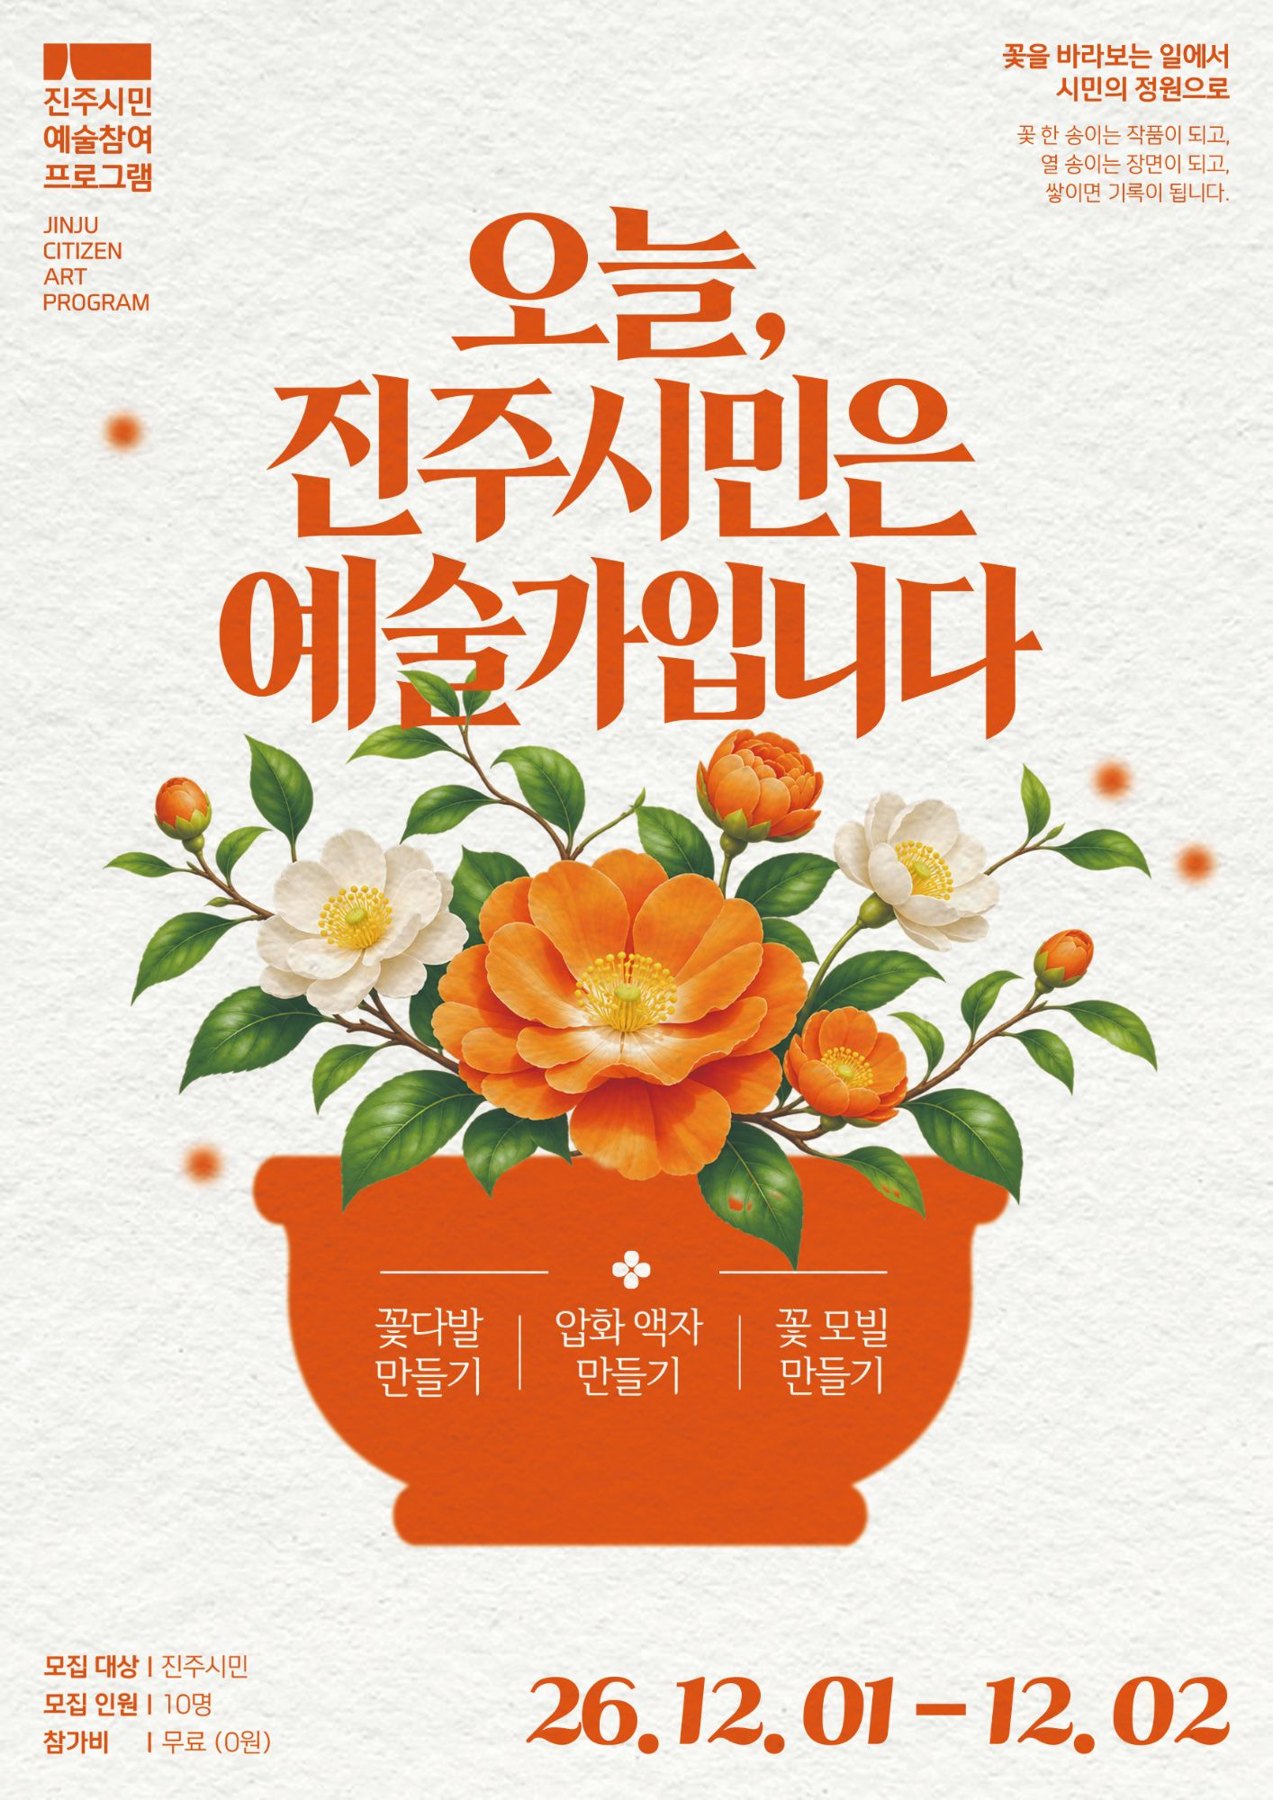 진주시민
예술참여
프로그램
JINJU
CITIZEN
ART
PROGRAM
꽃을 바라보는 일에서
시민의 정원으로
꽃 한 송이는 작품이 되고,
열 송이는 장면이 되고,
쌓이면 기록이 됩니다.
오늘,
진주시민은
예술가입니다
꽃다발
만들기
압화 액자
만들기
꽃 모빌
만들기
모집 대상 | 진주시민
모집 인원 | 10명
참가비 | 무료 (0원)
26. 12. 01 – 12. 02